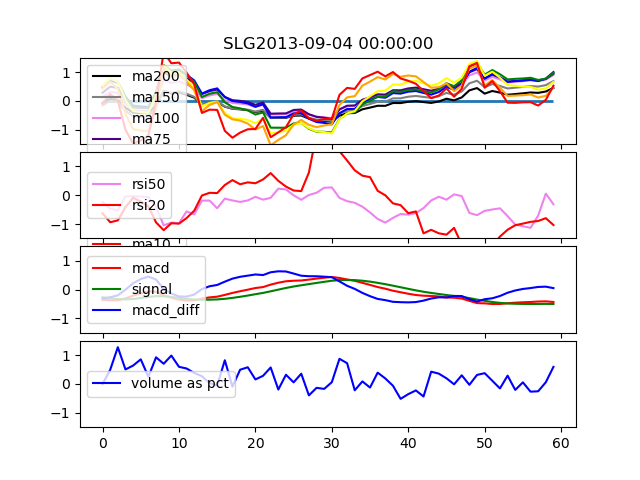 SLG2013-09-04 00:00:00
1
0
−1
ma200
ma150
ma100
ma75
1
0
−1
rsi50
rsi20
ma10
1
0
−1
macd
signal
macd_diff
1
0
−1
volume as pct
0 10 20 30 40 50 60